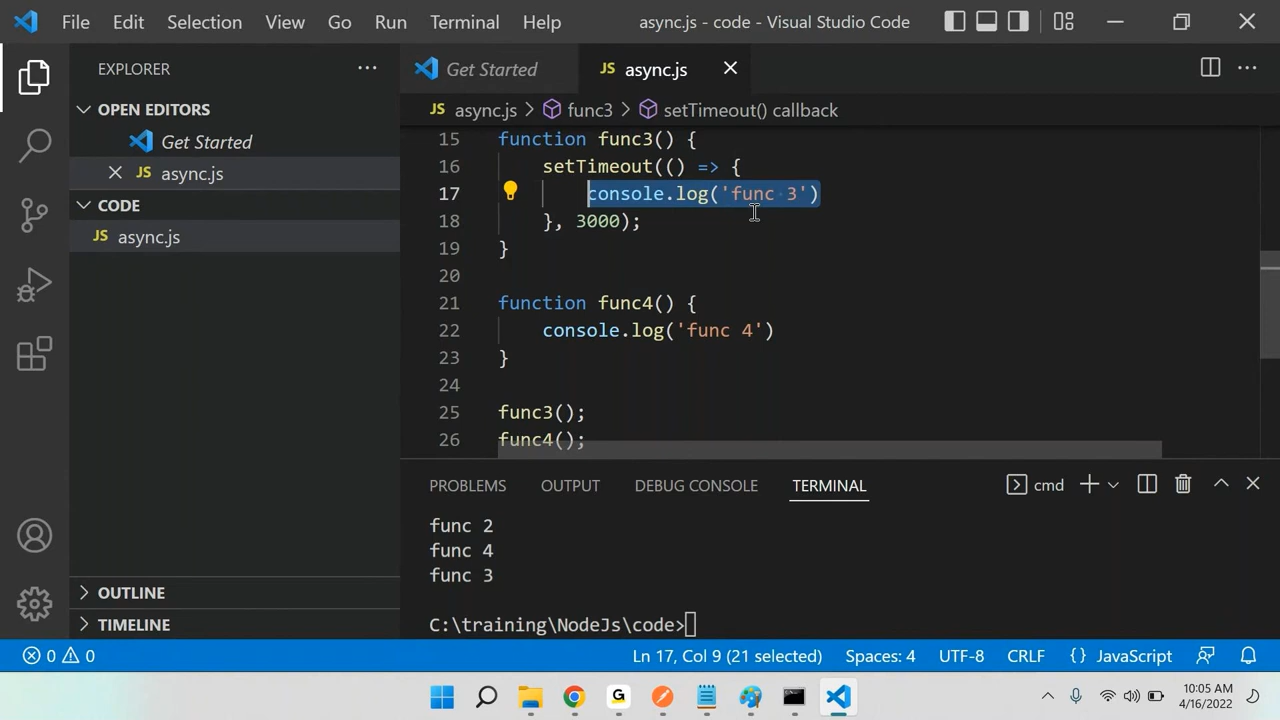 File Edit Selection View Go Run Terminal Help async.js - code - Visual Studio Code
EXPLORER
OPEN EDITORS
Get Started
JS async.js
CODE
JS async.js
OUTLINE
TIMELINE
Get Started JS async.js
JS async.js > func3 > setTimeout() callback
15 function func3() {
16 setTimeout(() => {
17 console.log('func 3')
18 }, 3000);
19 }
20
21 function func4() {
22 console.log('func 4')
23 }
24
25 func3();
26 func4();
PROBLEMS OUTPUT DEBUG CONSOLE TERMINAL cmd
func 2
func 4
func 3
C:\training\NodeJs\code>
0 0 Ln 17, Col 9 (21 selected) Spaces: 4 UTF-8 CRLF {} JavaScript
G
10:05 AM
4/16/2022